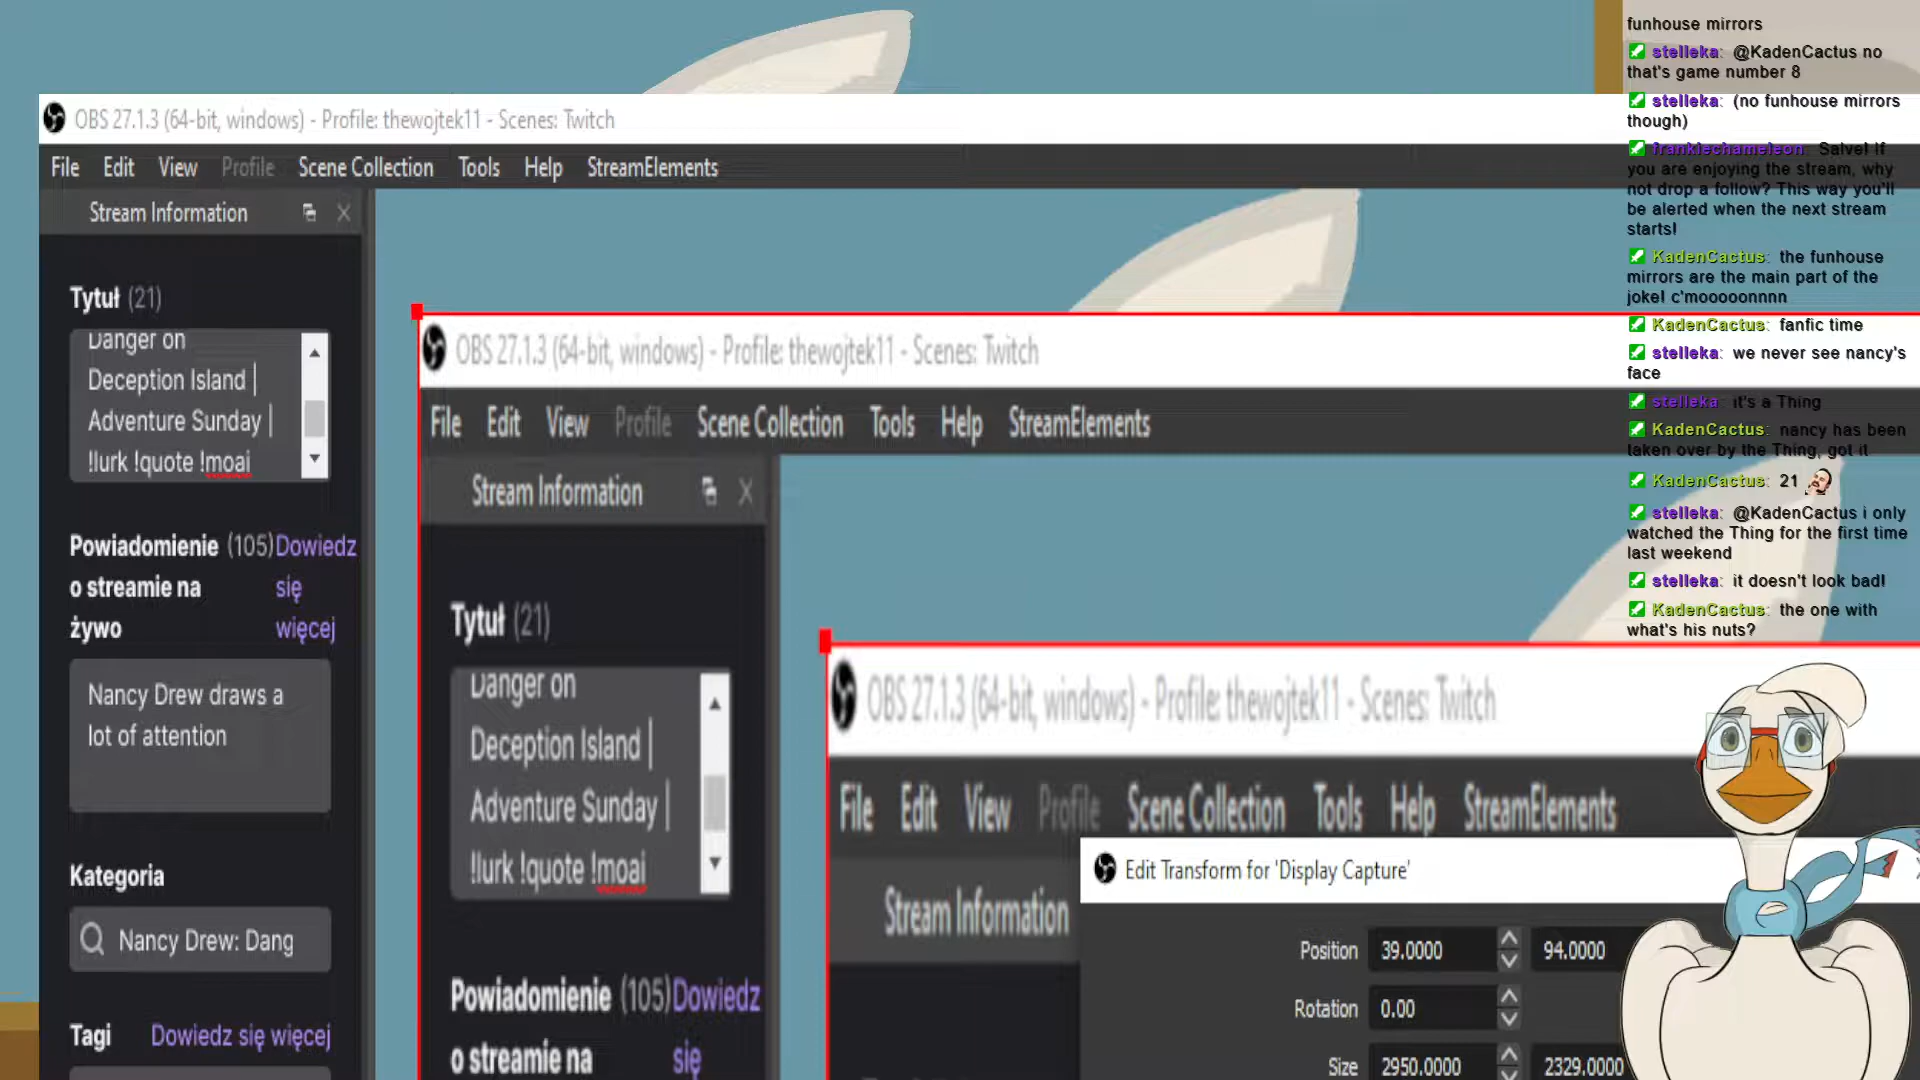 OBS 27.1.3 (64-bit, windows) - Profile: thewojtek11 - Scenes: Twitch
File Edit View Profile Scene Collection Tools Help StreamElements
Stream Information
Tytuł (21)
Danger on
Deception Island |
Adventure Sunday |
!lurk !quote !moai
Powiadomienie (105) Dowiedz
o streamie na się
żywo więcej
Nancy Drew draws a
lot of attention
Kategoria
Nancy Drew: Dang
Tagi Dowiedz się więcej
OBS 27.1.3 (64-bit, windows) - Profile: thewojtek11 - Scenes: Twitch
File Edit View Profile Scene Collection Tools Help StreamElements
Stream Information
Tytuł (21)
Danger on
Deception Island |
Adventure Sunday |
!lurk !quote !moai
Powiadomienie (105) Dowiedz
o streamie na się
OBS 27.1.3 (64-bit, windows) - Profile: thewojtek11 - Scenes: Twitch
File Edit View Profile Scene Collection Tools Help StreamElements
Stream Information
Edit Transform for 'Display Capture'
Position 39.0000 94.0000
Rotation 0.00
Size 2950.0000 2329.0000
funhouse mirrors
stelleka: @KadenCactus no
that's game number 8
stelleka: (no funhouse mirrors
though)
frankiechameleon: Salve! If
you are enjoying the stream, why
not drop a follow? This way you'll
be alerted when the next stream
starts!
KadenCactus: the funhouse
mirrors are the main part of the
joke! c'mooooonnnn
KadenCactus: fanfic time
stelleka: we never see nancy's
face
stelleka: it's a Thing
KadenCactus: nancy has been
taken over by the Thing, got it
KadenCactus: 21
stelleka: @KadenCactus i only
watched the Thing for the first time
last weekend
stelleka: it doesn't look bad!
KadenCactus: the one with
what's his nuts?